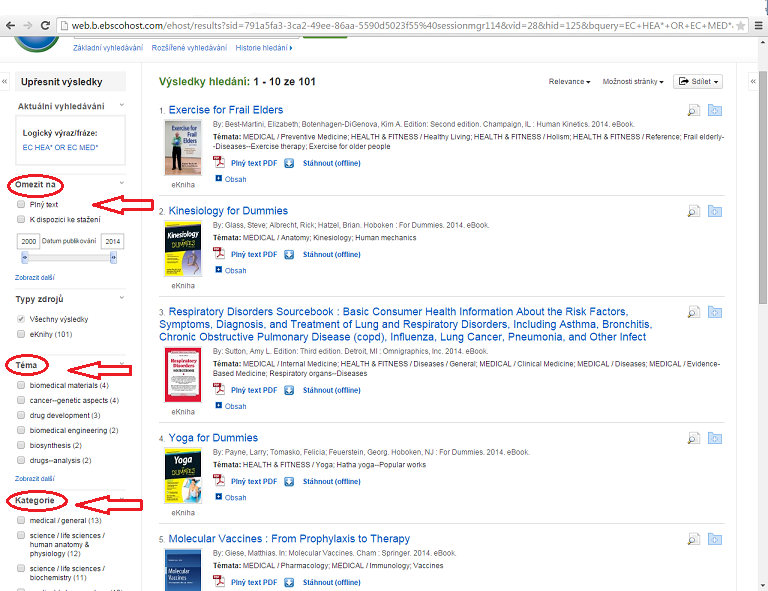 web.b.ebscohost.com/ehost/results?sid=791a5fa3-3ca2-49ee-86aa-5590d5023f55%40sessionmgr114&vid=28&hid=125&bquery=EC+HEA*+OR+EC+MED*
Základní vyhledávání Rozšířené vyhledávání Historie hledání
Upřesnit výsledky
Aktuální vyhledávání
Logický výraz/fráze:
EC HEA* OR EC MED*
Omezit na
Plný text
K dispozici ke stažení
2000 Datum publikování 2014
Zobrazit další
Typy zdrojů
Všechny výsledky
eKnihy (101)
Téma
biomedical materials (4)
cancer--genetic aspects (4)
drug development (3)
biomedical engineering (2)
biosynthesis (2)
drugs--analysis (2)
Zobrazit další
Kategorie
medical / general (13)
science / life sciences /
human anatomy &
physiology (12)
science / life sciences /
biochemistry (11)
Výsledky hledání: 1 - 10 ze 101
Relevance Možnosti stránky Sdílet
1. Exercise for Frail Elders
By: Best-Martini, Elizabeth; Botenhagen-DiGenova, Kim A. Edition: Second edition. Champaign, IL : Human Kinetics. 2014. eBook.
Témata: MEDICAL / Preventive Medicine; HEALTH & FITNESS / Healthy Living; HEALTH & FITNESS / Holism; HEALTH & FITNESS / Reference; Frail elderly-
-Diseases--Exercise therapy; Exercise for older people
Exercise for
Frail Elders
PDF Plný text PDF Stáhnout (offline)
Obsah
eKniha
2. Kinesiology for Dummies
By: Glass, Steve; Albrecht, Rick; Hatzel, Brian. Hoboken : For Dummies. 2014. eBook.
Témata: MEDICAL / Anatomy; Kinesiology; Human mechanics
Kinesiology
DUMMIES
PDF Plný text PDF Stáhnout (offline)
Obsah
eKniha
3. Respiratory Disorders Sourcebook : Basic Consumer Health Information About the Risk Factors,
Symptoms, Diagnosis, and Treatment of Lung and Respiratory Disorders, Including Asthma, Bronchitis,
Chronic Obstructive Pulmonary Disease (copd), Influenza, Lung Cancer, Pneumonia, and Other Infect
By: Sutton, Amy L. Edition: Third edition. Detroit, MI : Omnigraphics, Inc. 2014. eBook.
Témata: MEDICAL / Internal Medicine; HEALTH & FITNESS / Diseases / General; MEDICAL / Clinical Medicine; MEDICAL / Diseases; MEDICAL / Evidence-
Based Medicine; Respiratory organs--Diseases
Respiratory
Disorders
SOURCEBOOK
PDF Plný text PDF Stáhnout (offline)
Obsah
eKniha
4. Yoga for Dummies
By: Payne, Larry; Tomasko, Felicia; Feuerstein, Georg. Hoboken, NJ : For Dummies. 2014. eBook.
Témata: HEALTH & FITNESS / Yoga; Hatha yoga--Popular works
Yoga
DUMMIES
PDF Plný text PDF Stáhnout (offline)
Obsah
eKniha
5. Molecular Vaccines : From Prophylaxis to Therapy
By: Giese, Matthias. In: Molecular Vaccines. Cham : Springer. 2014. eBook.
Témata: MEDICAL / Pharmacology; MEDICAL / Immunology; Vaccines
Molecular
Vaccines
PDF Plný text PDF Stáhnout (offline)